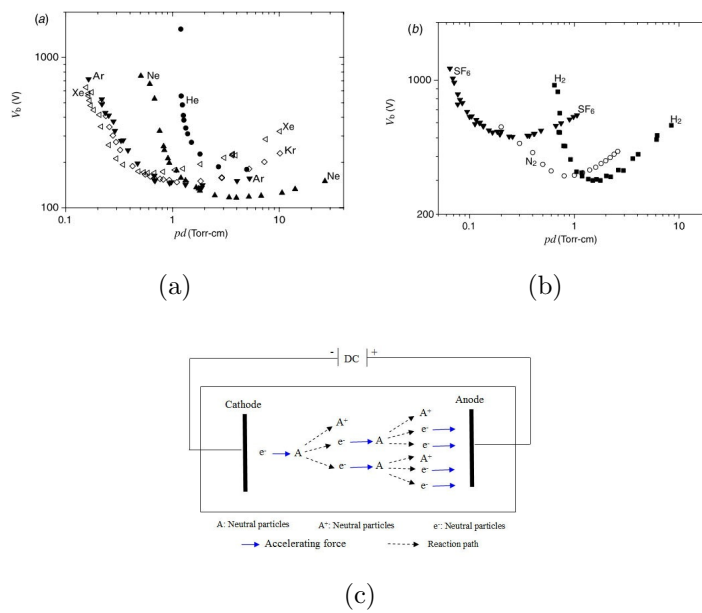 (a)
1000
100
V_b (V)
Ar
Xe
Ne
He
Xe
Kr
Ar
Ne
0.1 1 10
pd (Torr-cm)
(a)
(b)
1000
200
V_b (V)
SF₆
H₂
SF₆
H₂
N₂
0.1 1 10
pd (Torr-cm)
(b)
- DC +
Cathode
Anode
e⁻ A
A⁺
e⁻ A
e⁻ A
A⁺
e⁻
e⁻
A⁺
e⁻
e⁻
A: Neutral particles A⁺: Neutral particles e⁻: Neutral particles
Accelerating force Reaction path
(c)